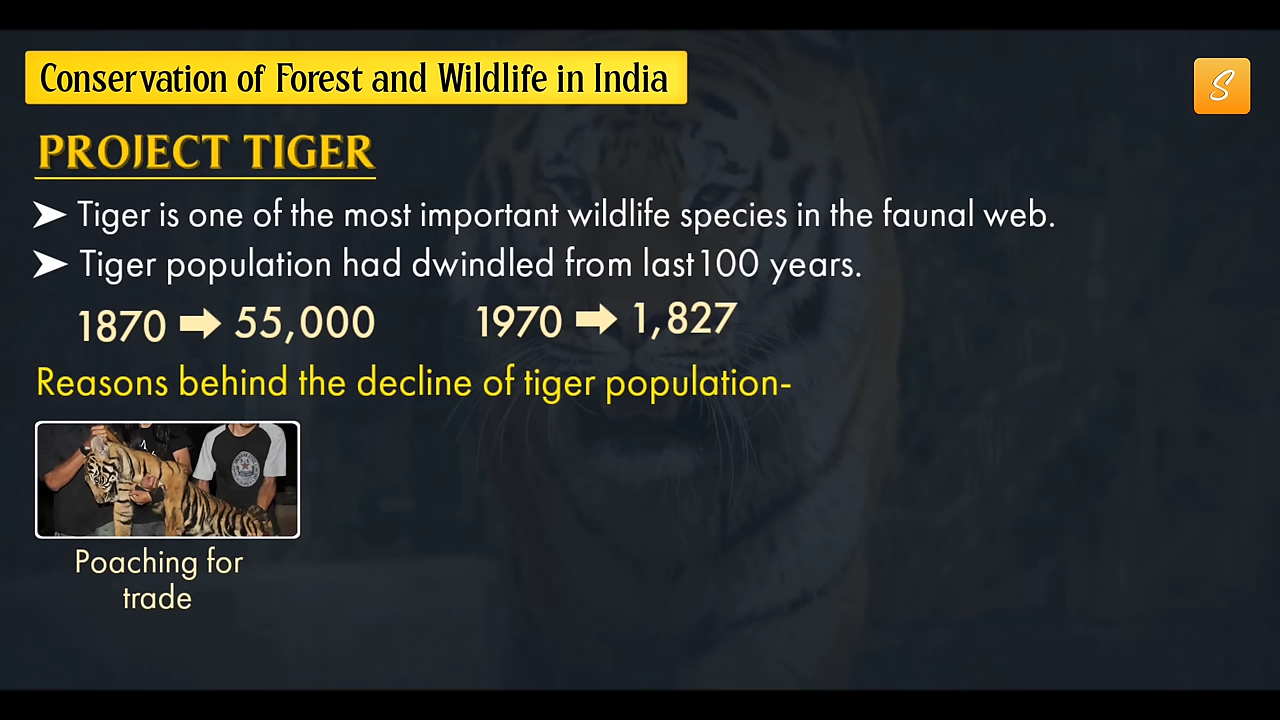 Conservation of Forest and Wildlife in India
S
PROJECT TIGER
➤ Tiger is one of the most important wildlife species in the faunal web.
➤ Tiger population had dwindled from last100 years.
1870 ➡ 55,000 1970 ➡ 1,827
Reasons behind the decline of tiger population-
Poaching for
trade